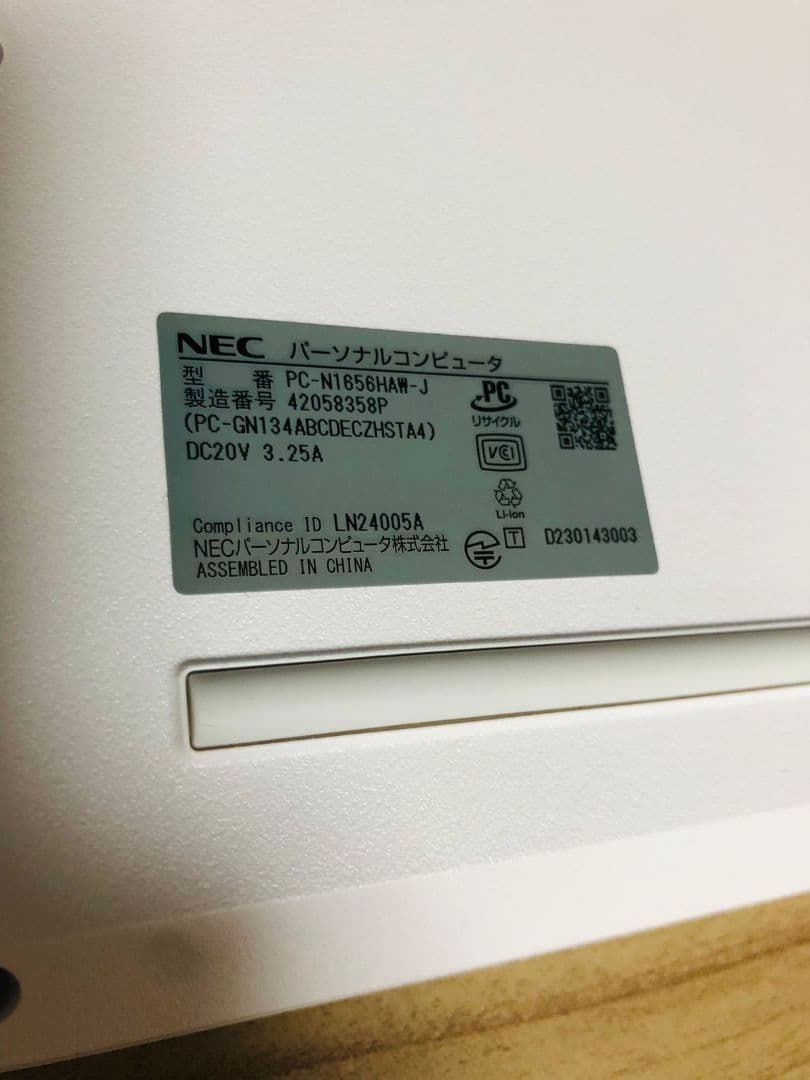 NEC パーソナルコンピュータ
型 番 PC-N1656HAW-J
製造番号 42058358P
(PC-GN134ABCDECZHSTA4)
DC20V 3.25A
PC
リサイクル
VCI
Li-ion
Compliance ID LN24005A
NECパーソナルコンピュータ株式会社
ASSEMBLED IN CHINA
T
D230143003